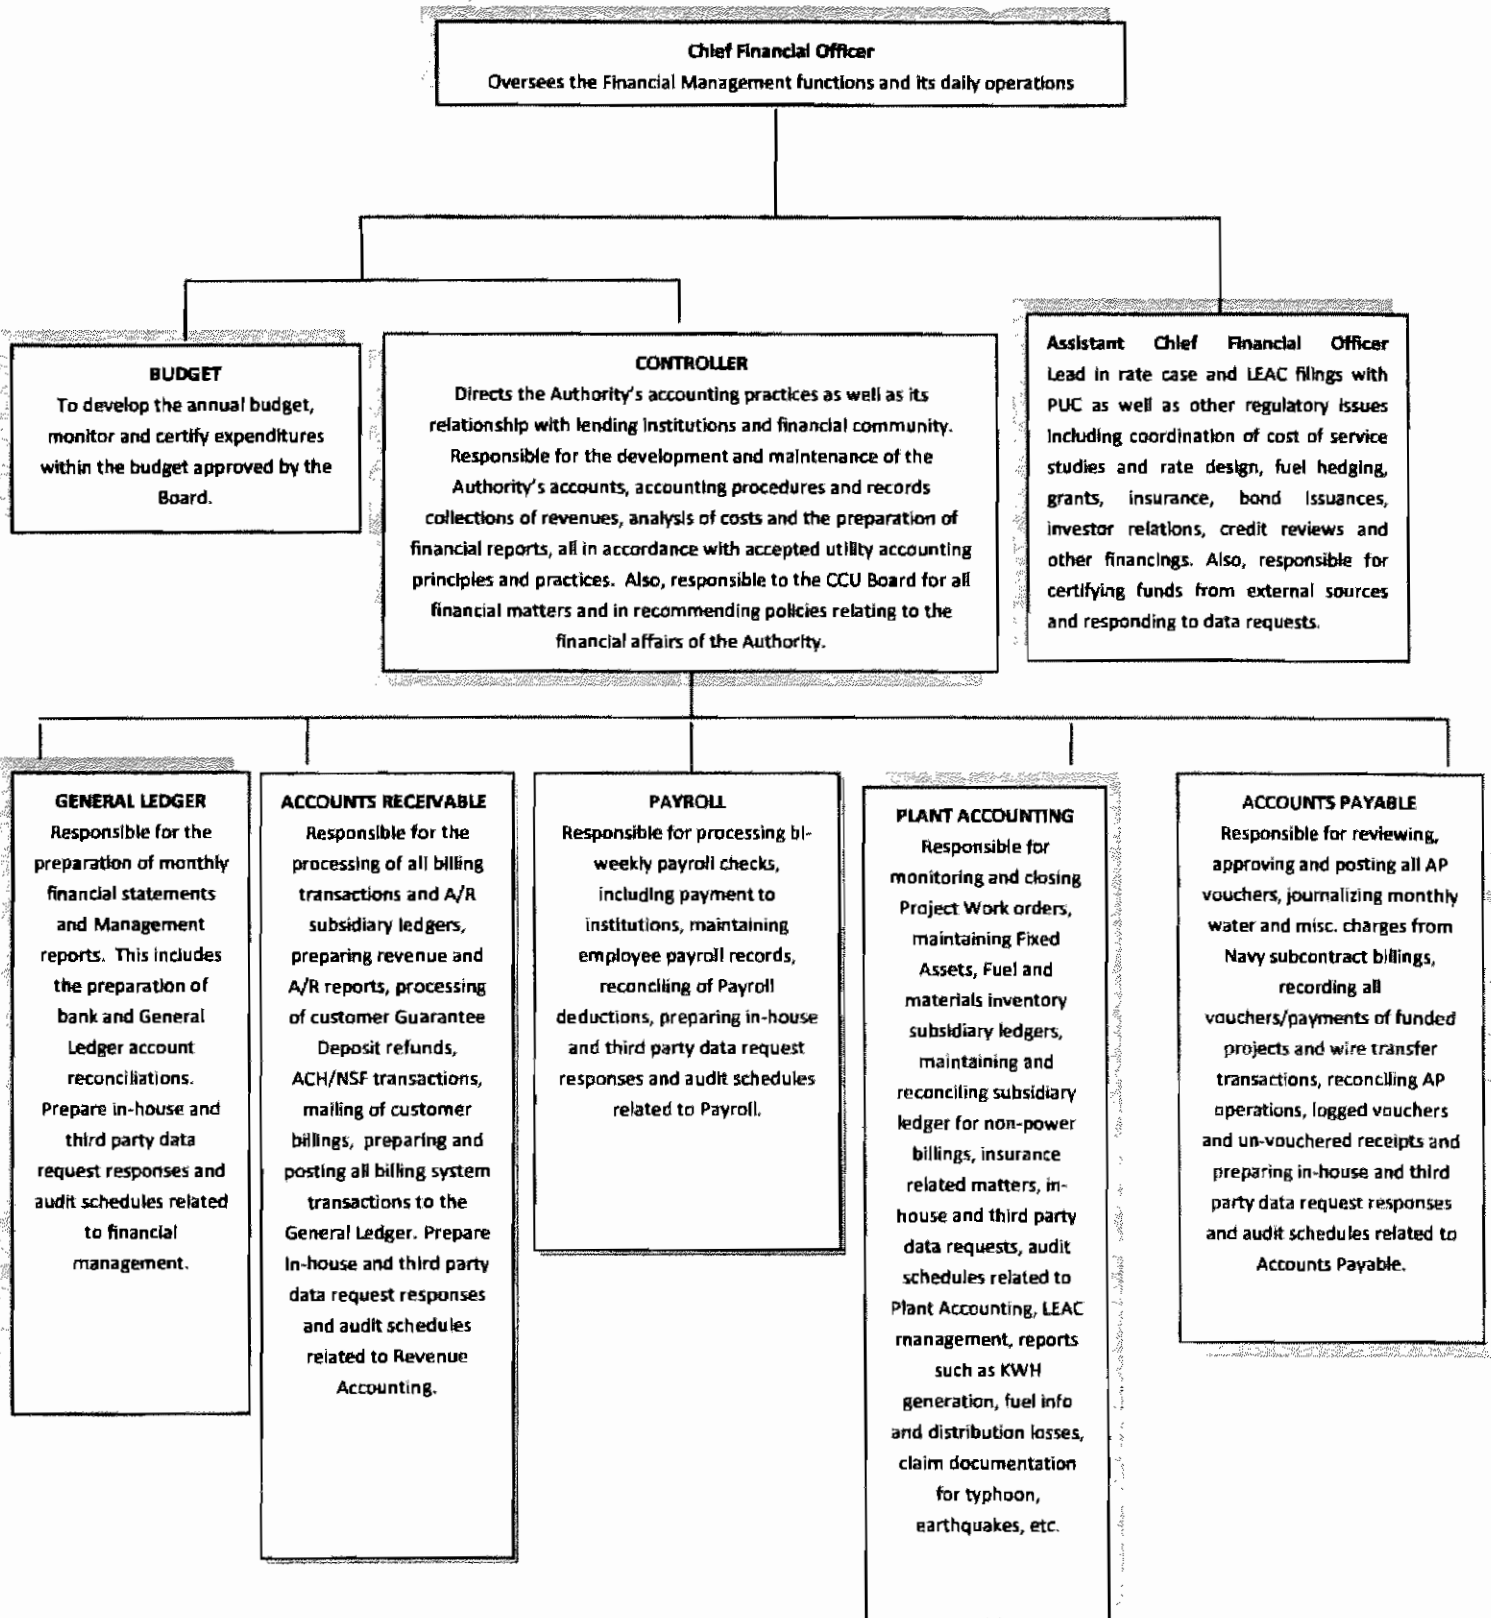 Chief Financial Officer
Oversees the Financial Management functions and its daily operations
BUDGET
To develop the annual budget,
monitor and certify expenditures
within the budget approved by the
Board.
CONTROLLER
Directs the Authority's accounting practices as well as its
relationship with lending institutions and financial community.
Responsible for the development and maintenance of the
Authority's accounts, accounting procedures and records
collections of revenues, analysis of costs and the preparation of
financial reports, all in accordance with accepted utility accounting
principles and practices. Also, responsible to the CCU Board for all
financial matters and in recommending policies relating to the
financial affairs of the Authority.
Assistant Chief Financial Officer
Lead in rate case and LEAC filings with
PUC as well as other regulatory issues
including coordination of cost of service
studies and rate design, fuel hedging,
grants, insurance, bond issuances,
investor relations, credit reviews and
other financings. Also, responsible for
certifying funds from external sources
and responding to data requests.
GENERAL LEDGER
Responsible for the
preparation of monthly
financial statements
and Management
reports. This includes
the preparation of
bank and General
Ledger account
reconciliations.
Prepare in-house and
third party data
request responses and
audit schedules related
to financial
management.
ACCOUNTS RECEIVABLE
Responsible for the
processing of all billing
transactions and A/R
subsidiary ledgers,
preparing revenue and
A/R reports, processing
of customer Guarantee
Deposit refunds,
ACH/NSF transactions,
mailing of customer
billings, preparing and
posting all billing system
transactions to the
General Ledger. Prepare
in-house and third party
data request responses
and audit schedules
related to Revenue
Accounting.
PAYROLL
Responsible for processing bi-
weekly payroll checks,
including payment to
institutions, maintaining
employee payroll records,
reconciling of Payroll
deductions, preparing in-house
and third party data request
responses and audit schedules
related to Payroll.
PLANT ACCOUNTING
Responsible for
monitoring and closing
Project Work orders,
maintaining Fixed
Assets, Fuel and
materials inventory
subsidiary ledgers,
maintaining and
reconciling subsidiary
ledger for non-power
billings, insurance
related matters, in-
house and third party
data requests, audit
schedules related to
Plant Accounting, LEAC
management, reports
such as KWH
generation, fuel info
and distribution losses,
claim documentation
for typhoon,
earthquakes, etc.
ACCOUNTS PAYABLE
Responsible for reviewing,
approving and posting all AP
vouchers, journalizing monthly
water and misc. charges from
Navy subcontract billings,
recording all
vouchers/payments of funded
projects and wire transfer
transactions, reconciling AP
operations, logged vouchers
and un-vouchered receipts and
preparing in-house and third
party data request responses
and audit schedules related to
Accounts Payable.